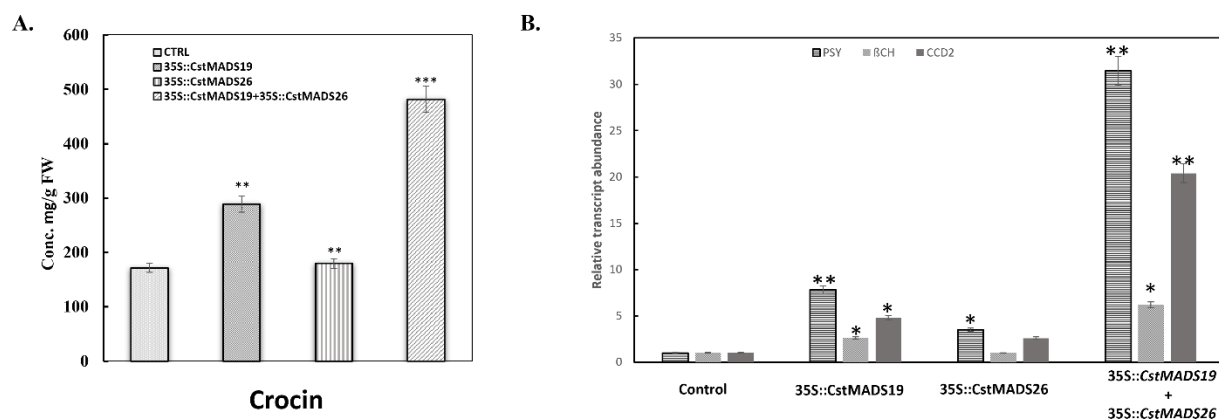 A.
600
500
400
300
200
100
0
Conc. mg/g FW
CTRL
35S::CstMADS19
35S::CstMADS26
35S::CstMADS19+35S::CstMADS26
**
**
***
Crocin
B.
35
30
25
20
15
10
5
0
Relative transcript abundance
PSY
ßCH
CCD2
**
*
*
*
**
*
**
Control
35S::CstMADS19
35S::CstMADS26
35S::CstMADS19
+
35S::CstMADS26